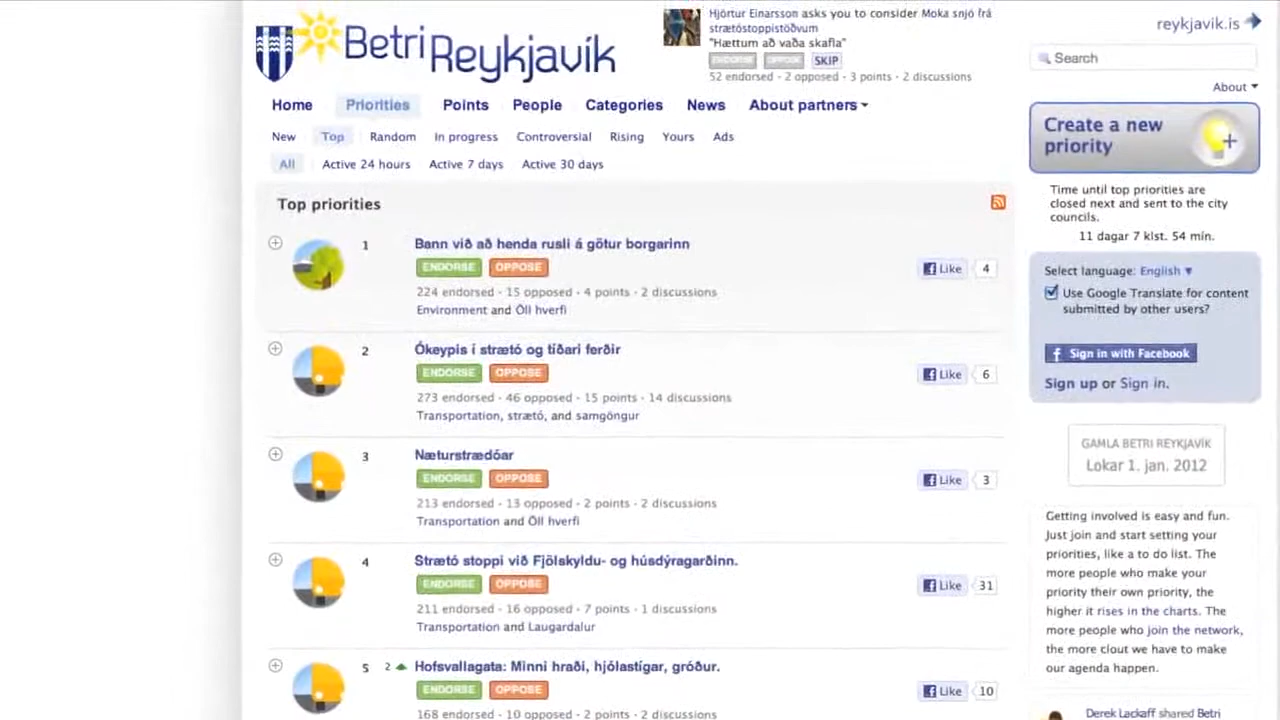 Betri Reykjavík
Hjörtur Einarsson asks you to consider Moka snjó frá
strætóstoppistöðvum
"Hættum að vaða skafla"
ENDORSE OPPOSE SKIP
52 endorsed · 2 opposed · 3 points · 2 discussions
reykjavik.is
Search
About
Home Priorities Points People Categories News About partners
New Top Random In progress Controversial Rising Yours Ads
All Active 24 hours Active 7 days Active 30 days
Create a new
priority
Time until top priorities are
closed next and sent to the city
councils.
11 dagar 7 klst. 54 min.
Top priorities
1 Bann við að henda rusli á götur borgarinn
ENDORSE OPPOSE
Like 4
224 endorsed · 15 opposed · 4 points · 2 discussions
Environment and Öll hverfi
2 Ókeypis í strætó og tíðari ferðir
ENDORSE OPPOSE
Like 6
273 endorsed · 46 opposed · 15 points · 14 discussions
Transportation, strætó, and samgöngur
3 Næturstrædóar
ENDORSE OPPOSE
Like 3
213 endorsed · 13 opposed · 2 points · 2 discussions
Transportation and Öll hverfi
4 Strætó stoppi við Fjölskyldu- og húsdýragarðinn.
ENDORSE OPPOSE
Like 31
211 endorsed · 16 opposed · 7 points · 1 discussions
Transportation and Laugardalur
5 2 Hofsvallagata: Minni hraði, hjólastígar, gróður.
ENDORSE OPPOSE
Like 10
168 endorsed · 10 opposed · 2 points · 2 discussions
Select language: English
Use Google Translate for content
submitted by other users?
f Sign in with Facebook
Sign up or Sign in.
GAMLA BETRI REYKJAVÍK
Lokar 1. jan. 2012
Getting involved is easy and fun.
Just join and start setting your
priorities, like a to do list. The
more people who make your
priority their own priority, the
higher it rises in the charts. The
more people who join the network,
the more clout we have to make
our agenda happen.
Derek Lackaff shared Betri